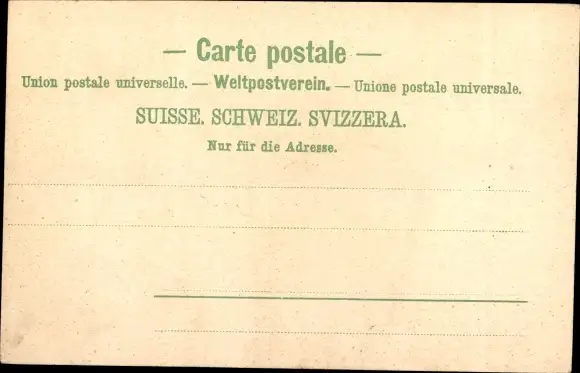 — Carte postale —
Union postale universelle. — Weltpostverein. — Unione postale universale.
SUISSE. SCHWEIZ. SVIZZERA.
Nur für die Adresse.